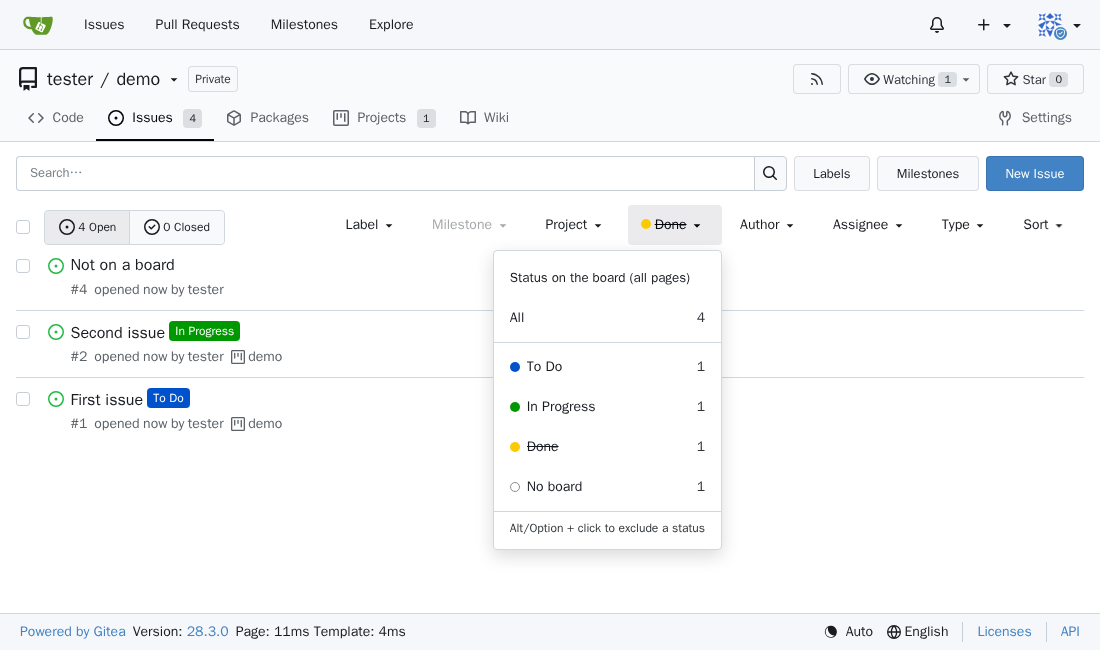 Issues Pull Requests Milestones Explore
tester / demo Private Watching 1 Star 0
Code Issues 4 Packages Projects 1 Wiki Settings
Search… Labels Milestones New Issue
4 Open 0 Closed Label Milestone Project Done Author Assignee Type Sort
Not on a board
#4 opened now by tester
Second issue In Progress
#2 opened now by tester demo
First issue To Do
#1 opened now by tester demo
Status on the board (all pages)
All 4
To Do 1
In Progress 1
Done 1
No board 1
Alt/Option + click to exclude a status
Powered by Gitea Version: 28.3.0 Page: 11ms Template: 4ms Auto English Licenses API